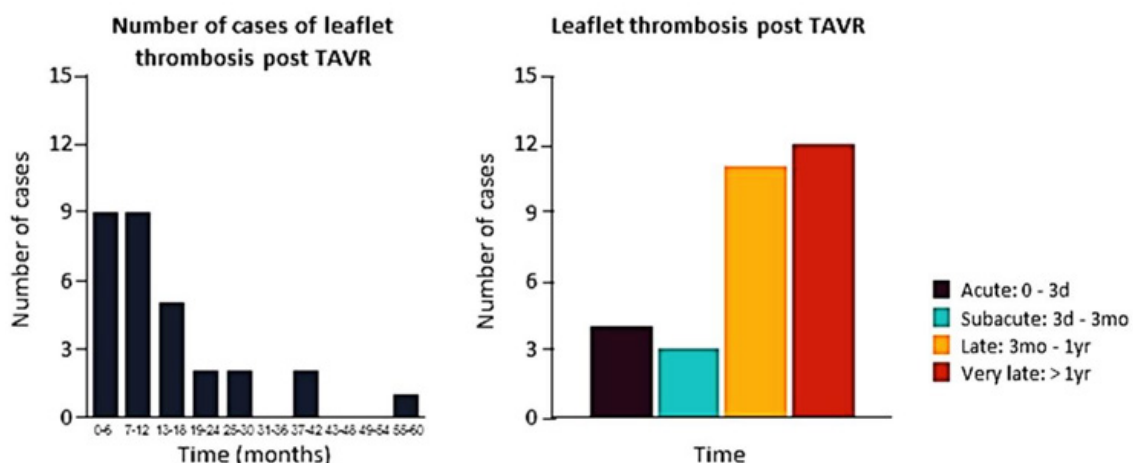 Number of cases of leaflet
thrombosis post TAVR
15
12
9
6
3
0
Number of cases
0-6 7-12 13-18 19-24 25-30 31-36 37-42 43-48 49-54 55-60
Time (months)
Leaflet thrombosis post TAVR
15
12
9
6
3
0
Number of cases
Time
Acute: 0 - 3d
Subacute: 3d - 3mo
Late: 3mo - 1yr
Very late: > 1yr